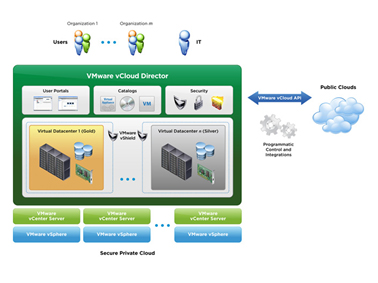 Organization 1
Organization m
Users
IT
VMware vCloud Director
User Portals
Catalogs
Security
VM
VMware vCloud API
Public Clouds
Programmatic
Control and
Integrations
Virtual Datacenter 1 (Gold)
VMware
vShield
Virtual Datacenter n (Silver)
VMware
vCenter Server
VMware
vCenter Server
VMware
vCenter Server
VMware vSphere
VMware vSphere
VMware vSphere
Secure Private Cloud